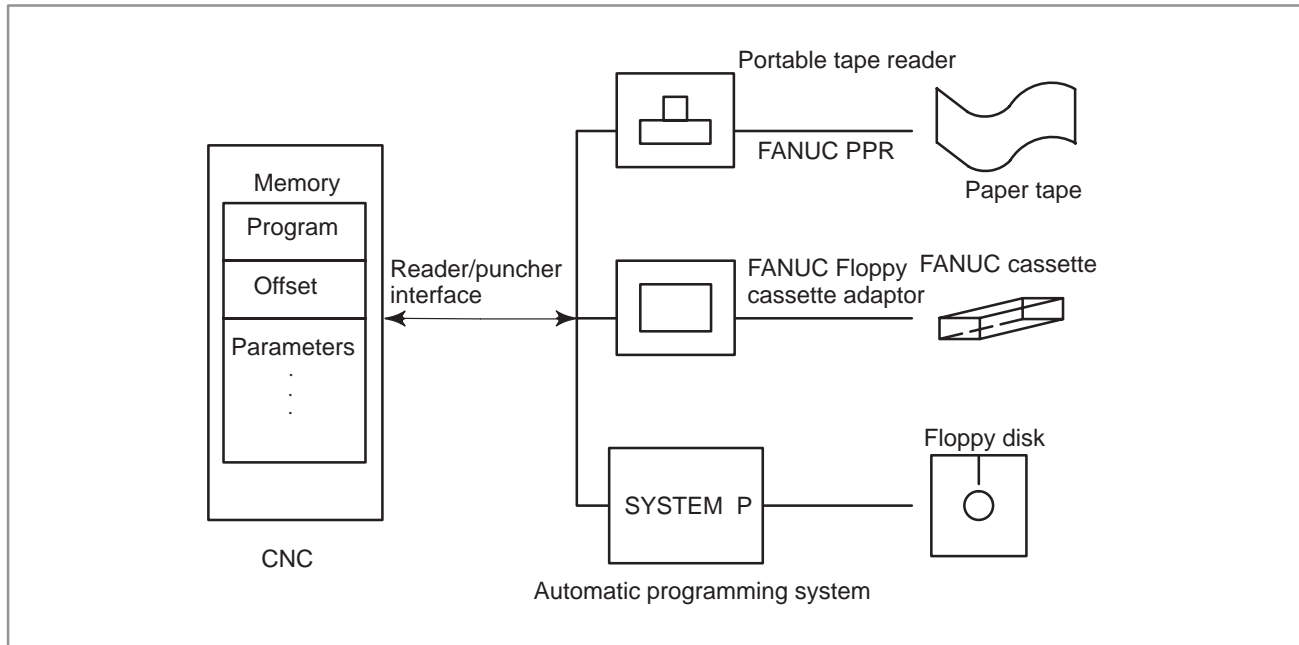 Portable tape reader
FANUC PPR
Paper tape
Memory
Program
Offset
Parameters
CNC
Reader/puncher
interface
FANUC Floppy
cassette adaptor
FANUC cassette
Floppy disk
SYSTEM P
Automatic programming system